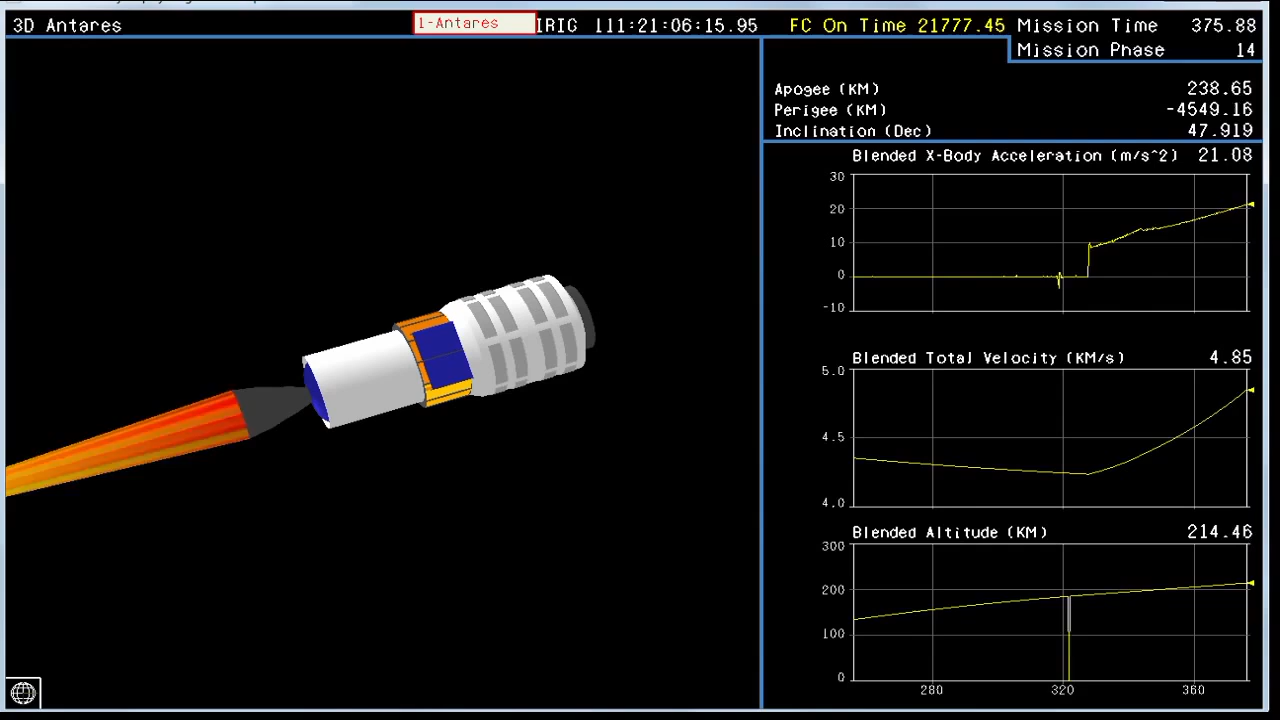 3D Antares
1-Antares
IRIG 111:21:06:15.95
FC On Time 21777.45
Mission Time 375.88
Mission Phase 14
Apogee (KM) 238.65
Perigee (KM) -4549.16
Inclination (Dec) 47.919
Blended X-Body Acceleration (m/s^2) 21.08
30
20
10
0
-10
280 320 360
Blended Total Velocity (KM/s) 4.85
5.0
4.5
4.0
Blended Altitude (KM) 214.46
300
200
100
0
280 320 360